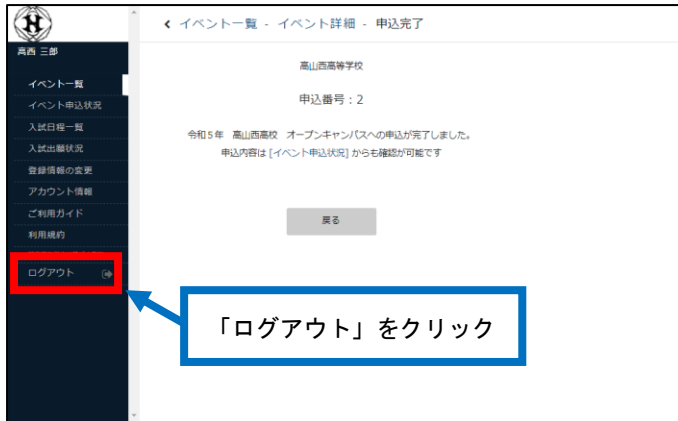 イベント一覧 - イベント詳細 - 申込完了
高西 三郎
イベント一覧
イベント申込状況
入試日程一覧
入試出願状況
登録情報の変更
アカウント情報
ご利用ガイド
利用規約
ログアウト
高山西高等学校
申込番号：2
令和5年 高山西高校 オープンキャンパスへの申込が完了しました。
申込内容は [イベント申込状況] からも確認が可能です
戻る
「ログアウト」をクリック